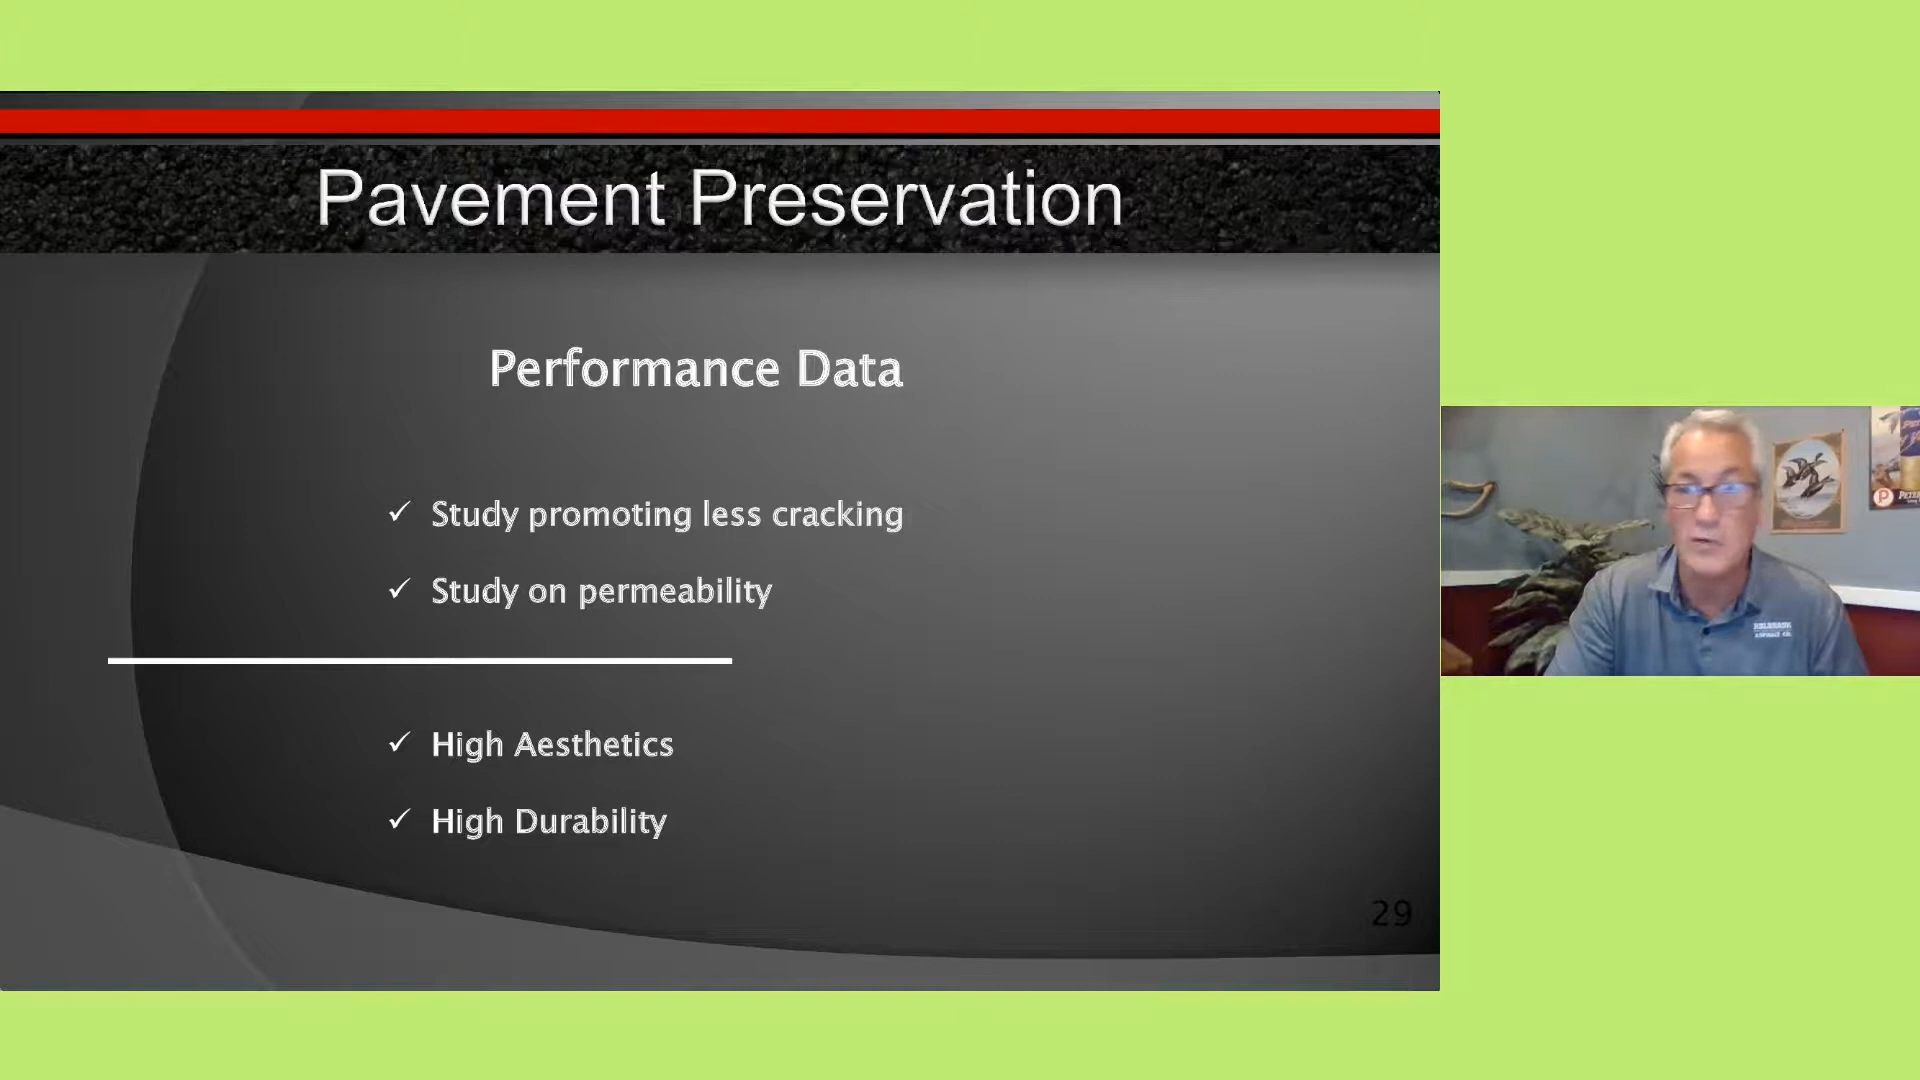 Pavement Preservation
Performance Data
✓ Study promoting less cracking
✓ Study on permeability
✓ High Aesthetics
✓ High Durability
29